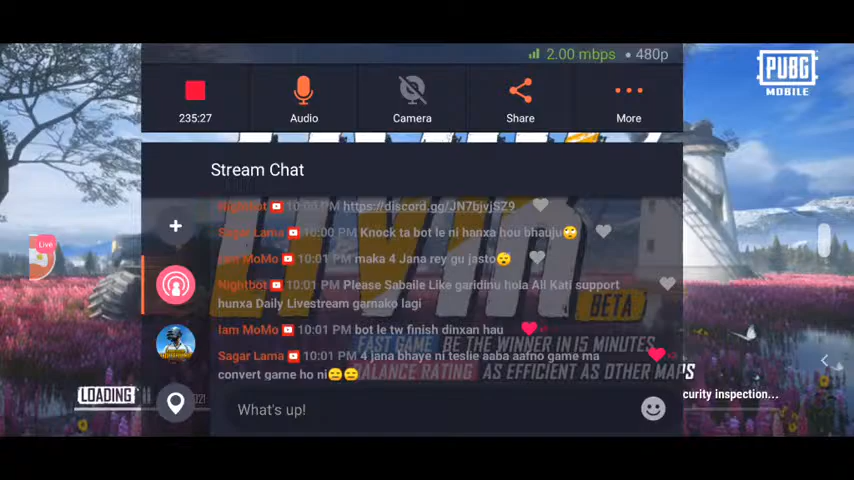 2.00 mbps • 480p
PUBG
MOBILE
235:27
Audio
Camera
Share
More
Stream Chat
Nightbot 10:00 PM https://discord.gg/JN7bjvjSZ9
Sagar Lama 10:00 PM Knock ta bot le ni hanxa hou bhauju🙄
Live
Iam MoMo 10:01 PM maka 4 Jana rey gu jasto😴
Nightbot 10:01 PM Please Sabaile Like garidinu hola All Kati support
hunxa Daily Livestream garnako lagi
LIVIK
BETA
Iam MoMo 10:01 PM bot le tw finish dinxan hau
FAST GAME BE THE WINNER IN 15 MINUTES
Sagar Lama 10:01 PM 4 jana bhaye ni teslie aaba aafno game ma
convert garne ho ni😑😑
BALANCE RATING AS EFFICIENT AS OTHER MAPS
LOADING
curity inspection...
What's up!